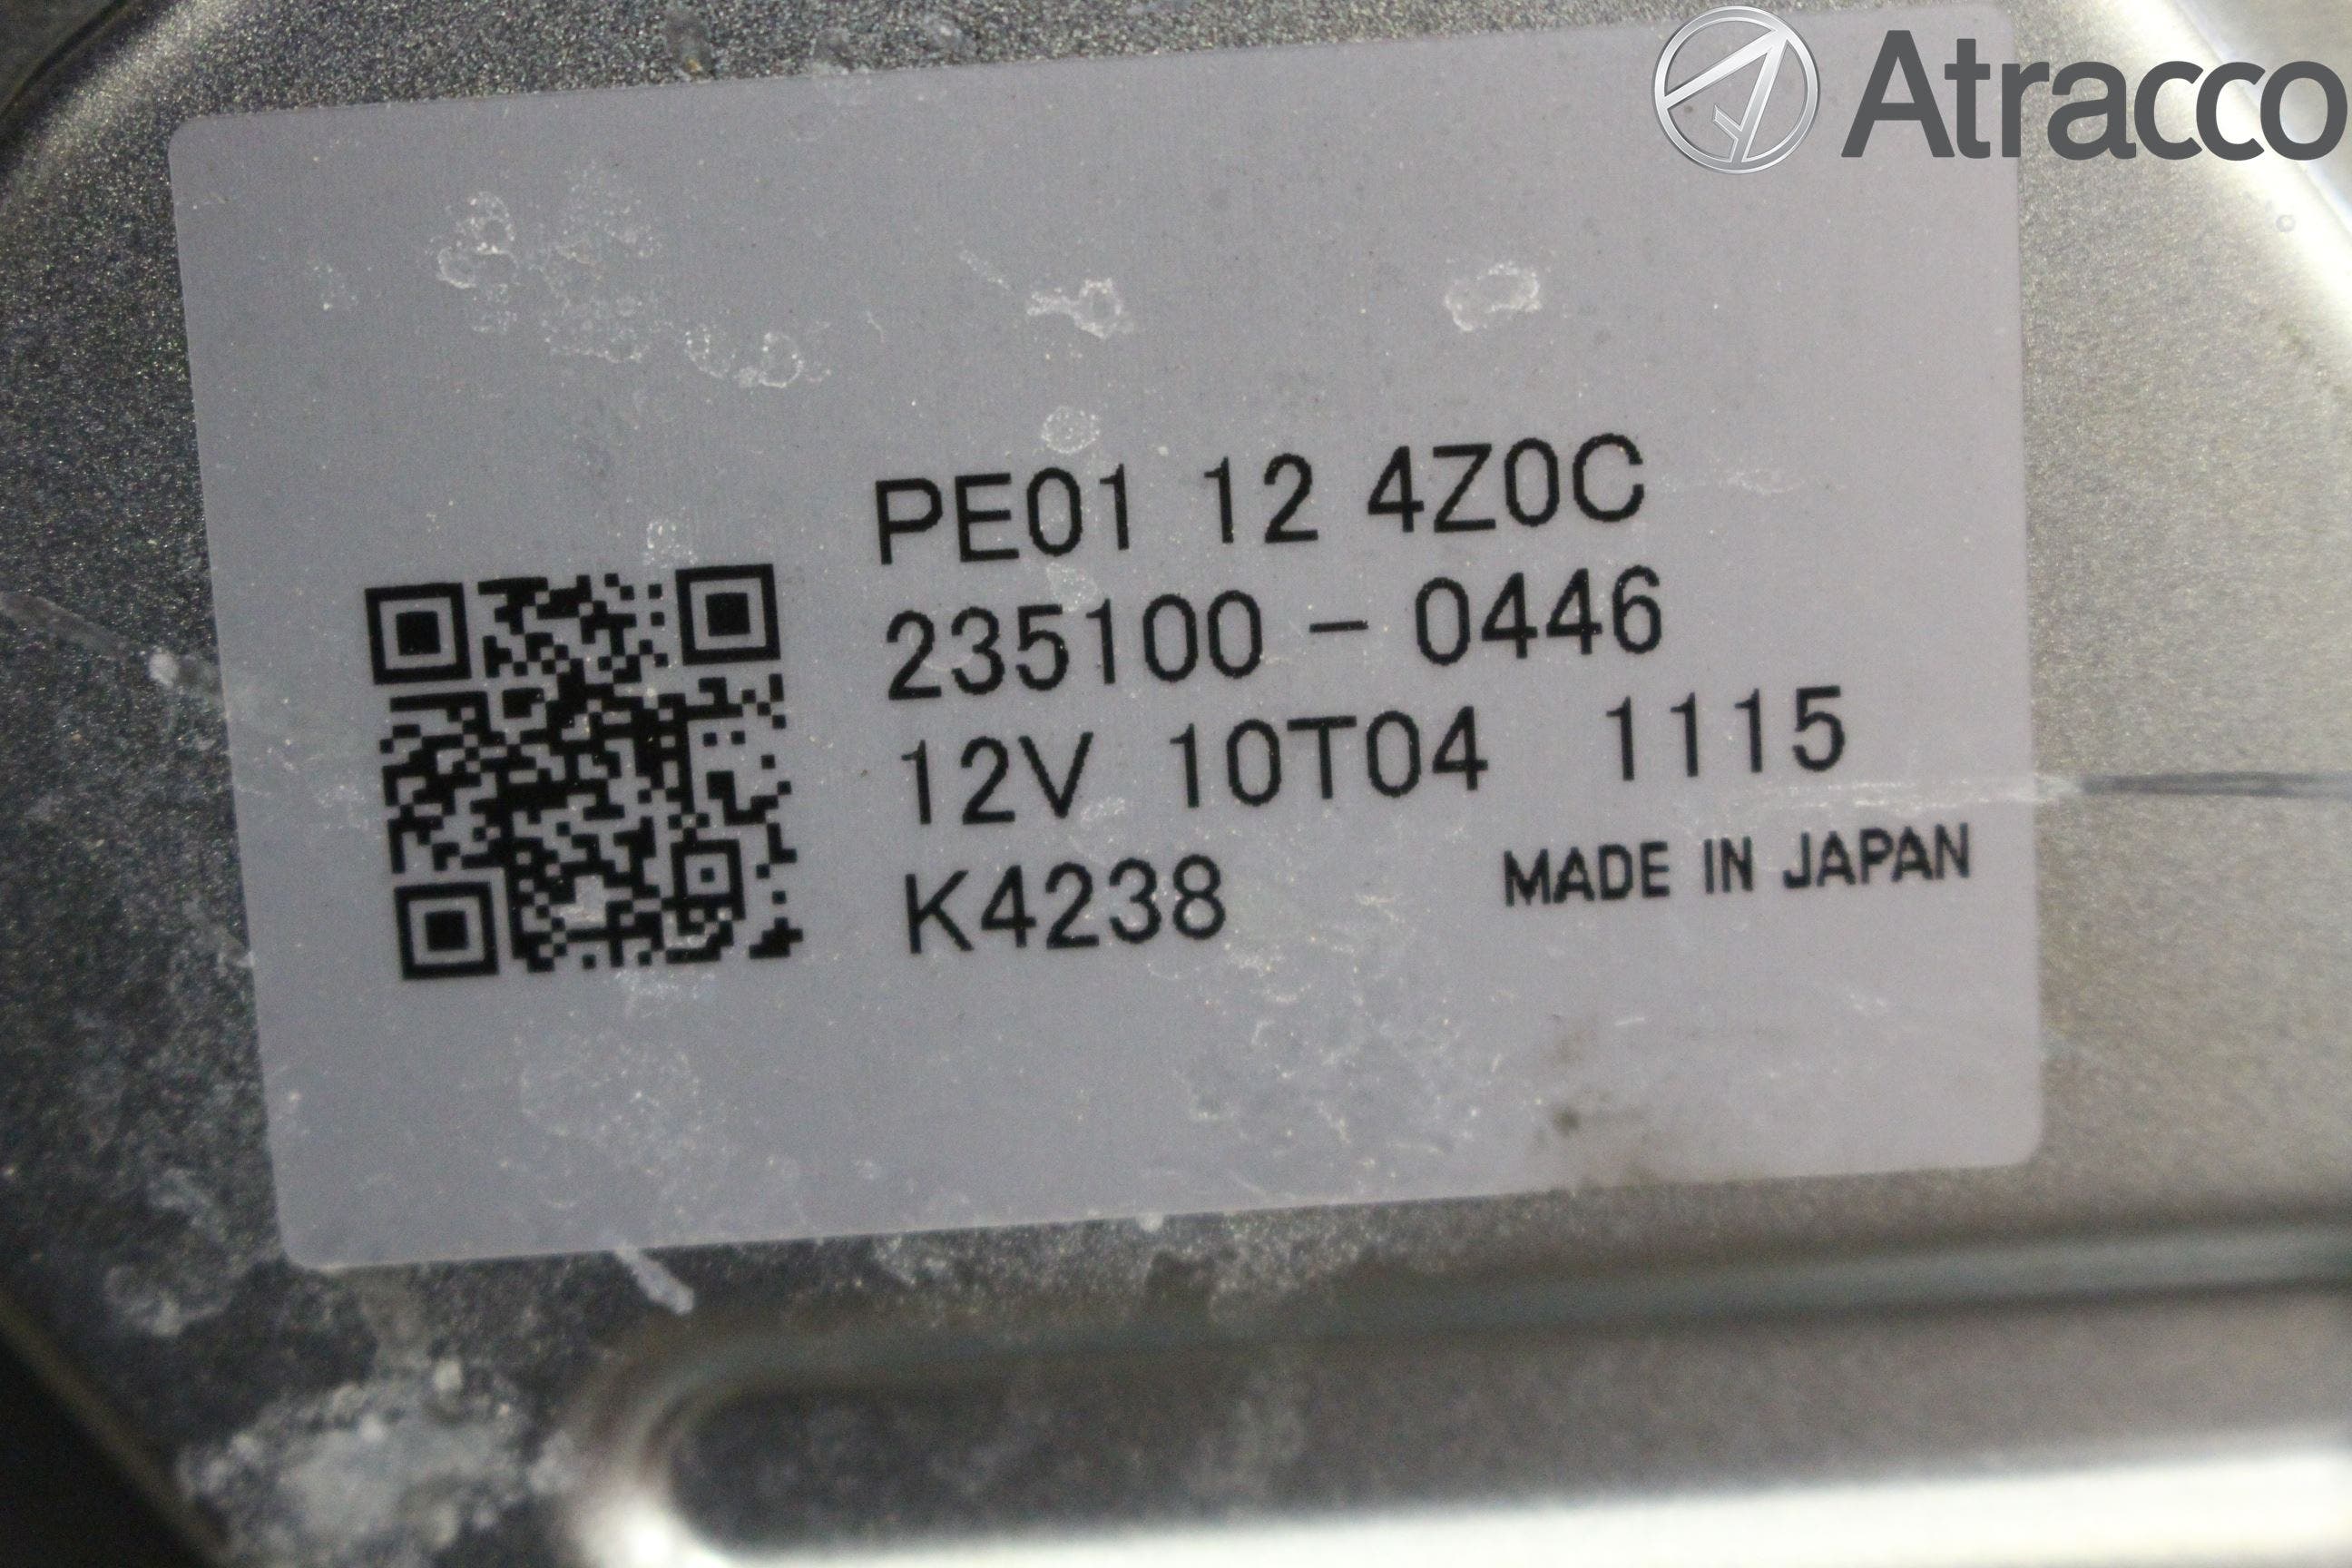 Atracco
PE01 12 4Z0C
235100-0446
12V 10T04 1115
K4238 MADE IN JAPAN